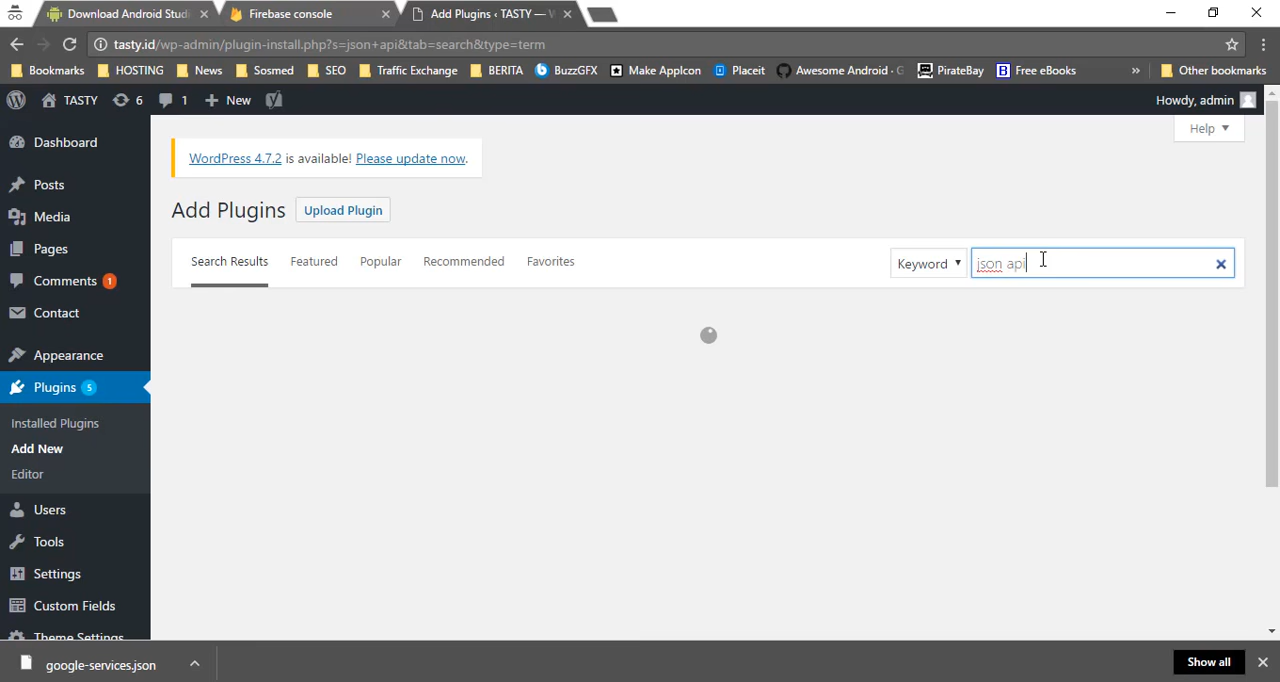 Download Android Studi
Firebase console
Add Plugins ‹ TASTY — W
tasty.id/wp-admin/plugin-install.php?s=json+api&tab=search&type=term
Bookmarks HOSTING News Sosmed SEO Traffic Exchange BERITA BuzzGFX Make AppIcon Placeit Awesome Android · G PirateBay Free eBooks » Other bookmarks
TASTY 6 1 New Howdy, admin
Help
Dashboard
Posts
Media
Pages
Comments 1
Contact
Appearance
Plugins 5
Installed Plugins
Add New
Editor
Users
Tools
Settings
Custom Fields
Theme Settings
WordPress 4.7.2 is available! Please update now.
Add Plugins Upload Plugin
Search Results Featured Popular Recommended Favorites Keyword json api
google-services.json Show all